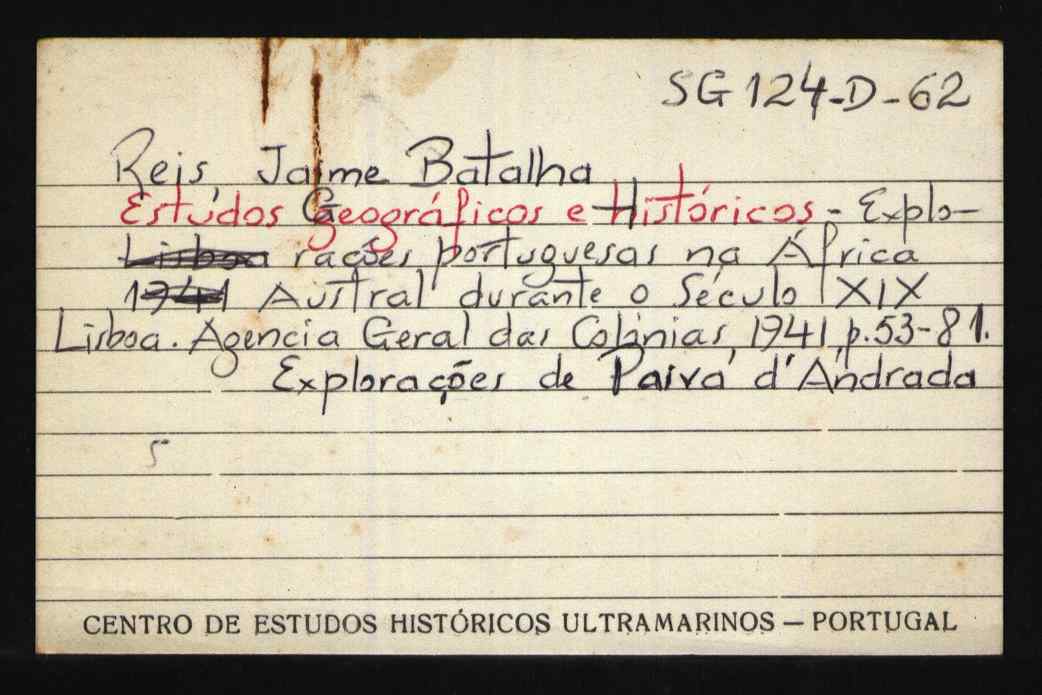 SG 124-D-62
Reis, Jaime Batalha
Estudos Geográficos e Históricos - Explo-
Lisboa rações portuguesas na África
1941 Austral durante o Século XIX
Lisboa. Agencia Geral das Colónias, 1941, p.53-81.
Explorações de Paiva d'Andrada
5
CENTRO DE ESTUDOS HISTÓRICOS ULTRAMARINOS — PORTUGAL